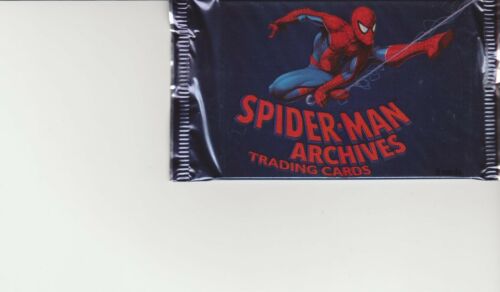 SPIDER-MAN
ARCHIVES
TRADING CARDS